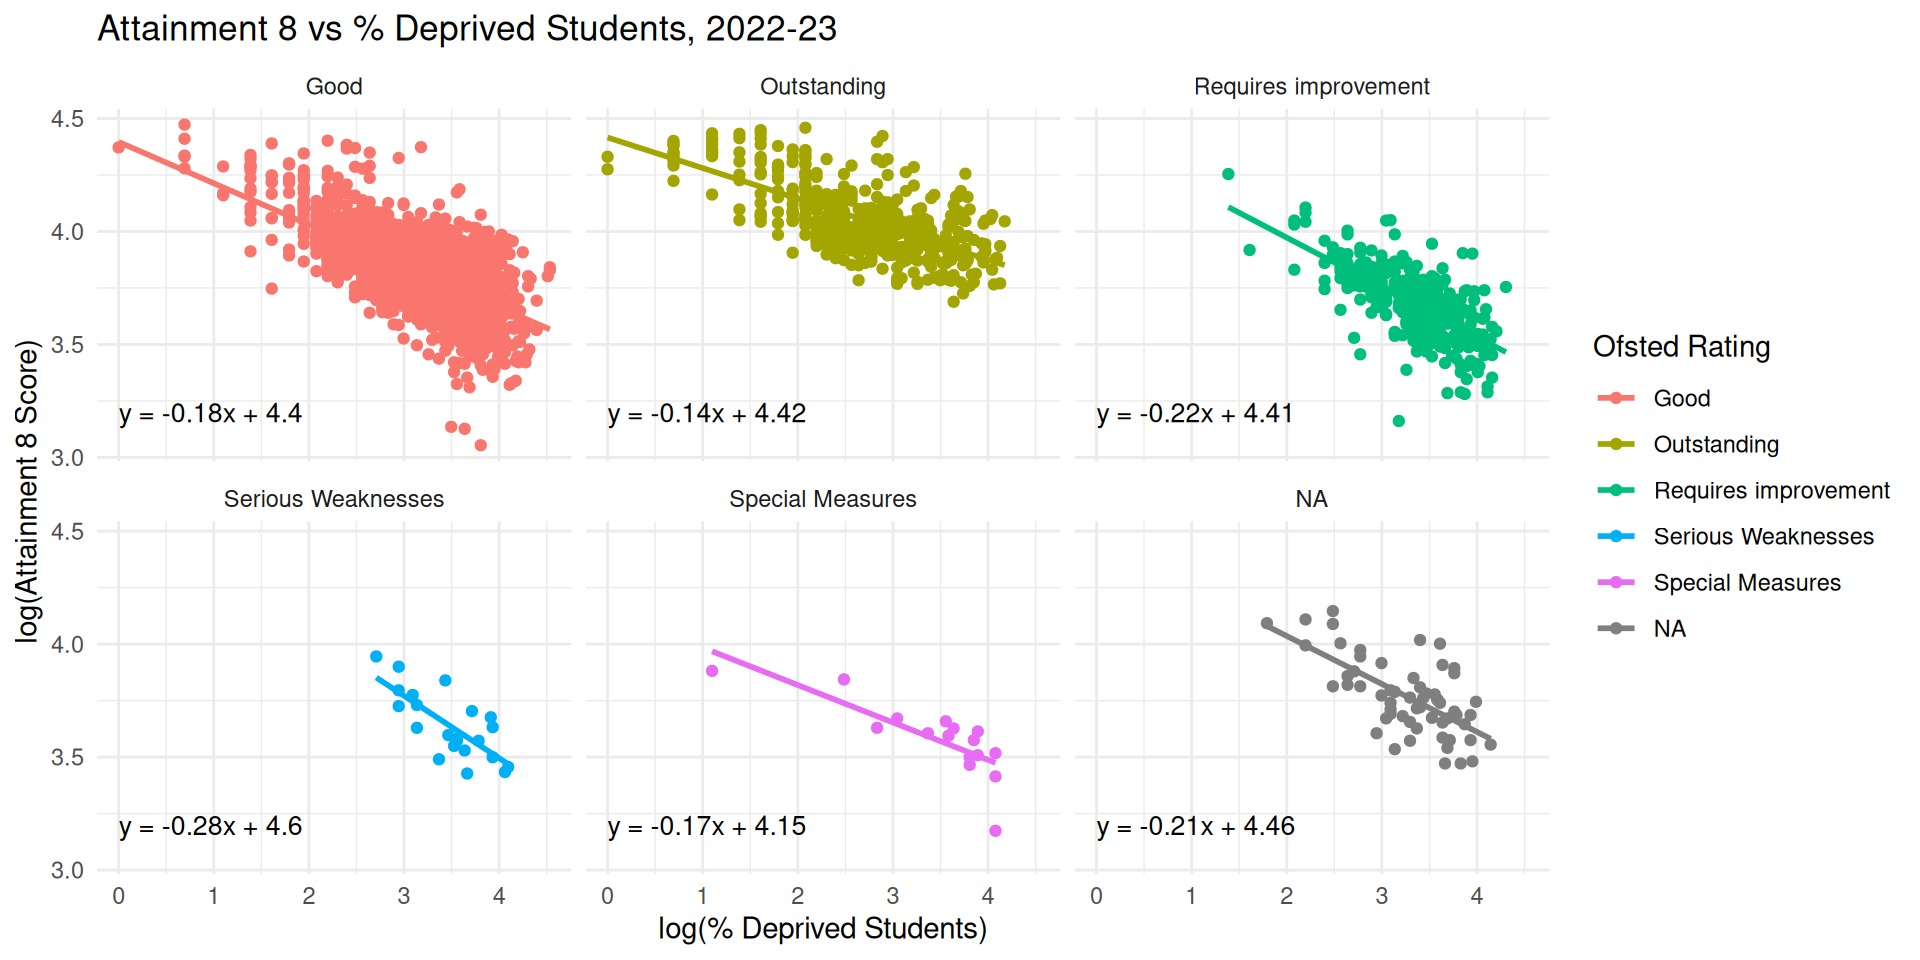 Attainment 8 vs % Deprived Students, 2022-23
Good
Outstanding
Requires improvement
4.5
4.0
3.5
3.0
y = -0.18x + 4.4
y = -0.14x + 4.42
y = -0.22x + 4.41
Serious Weaknesses
Special Measures
NA
4.5
4.0
3.5
3.0
y = -0.28x + 4.6
y = -0.17x + 4.15
y = -0.21x + 4.46
0 1 2 3 4
0 1 2 3 4
0 1 2 3 4
log(% Deprived Students)
log(Attainment 8 Score)
Ofsted Rating
Good
Outstanding
Requires improvement
Serious Weaknesses
Special Measures
NA